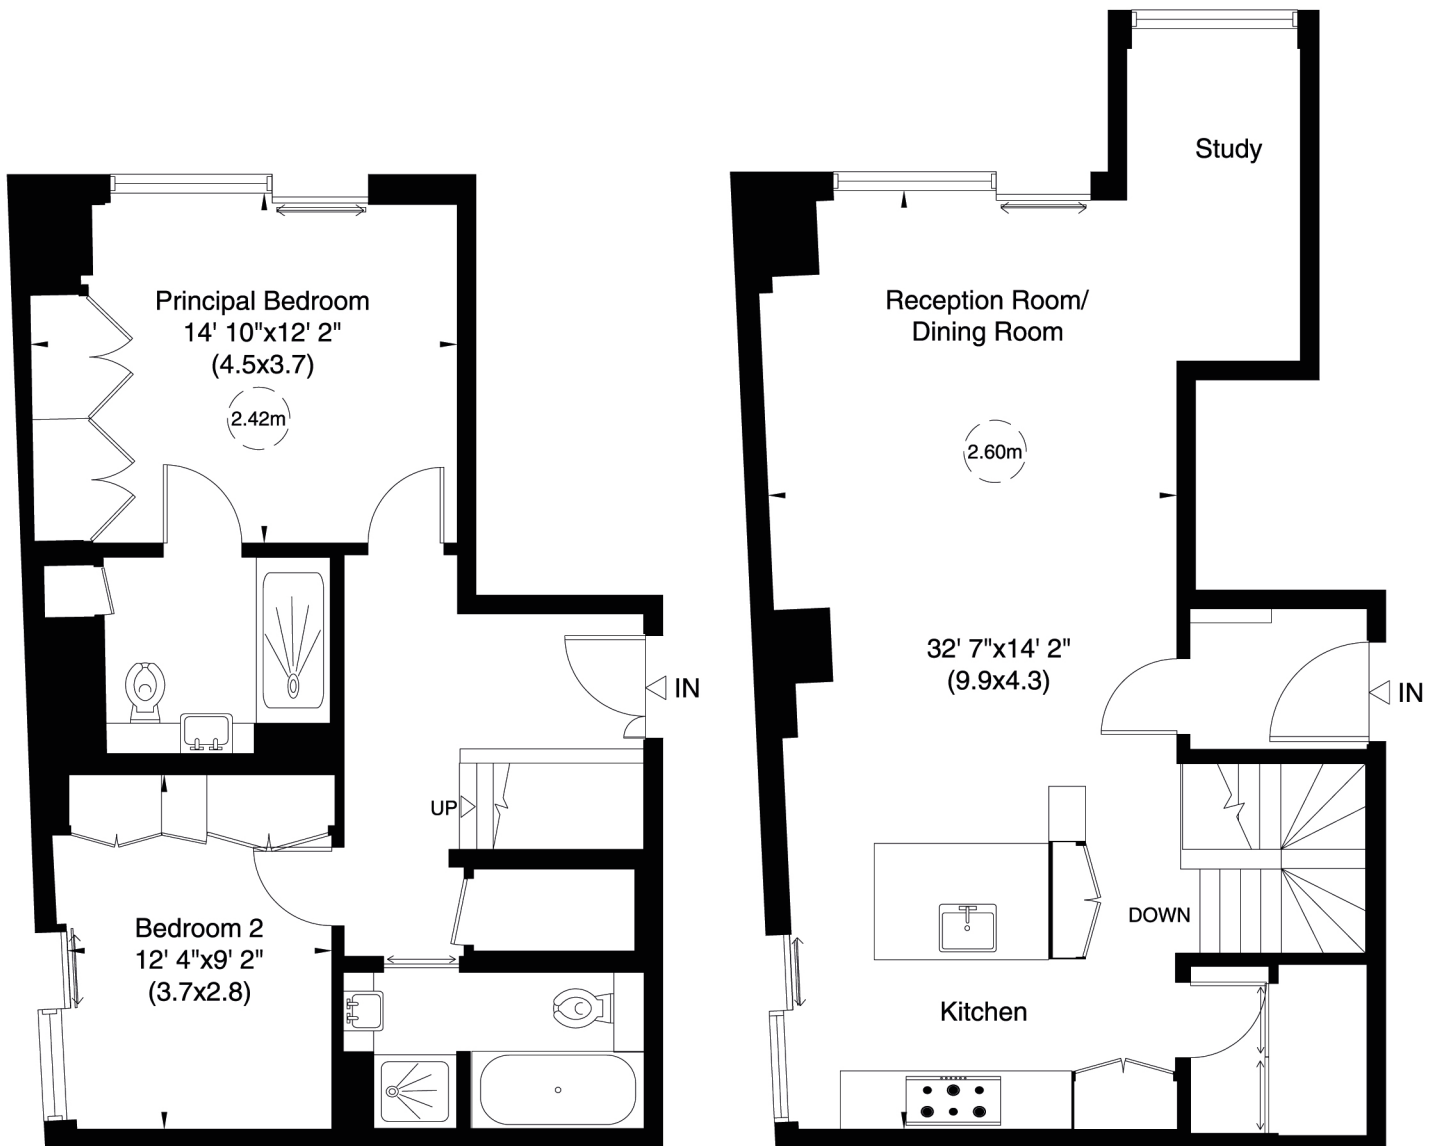 Principal Bedroom
14' 10"x12' 2"
(4.5x3.7)
2.42m
IN
UP
Bedroom 2
12' 4"x9' 2"
(3.7x2.8)
Study
Reception Room/
Dining Room
2.60m
32' 7"x14' 2"
(9.9x4.3)
IN
DOWN
Kitchen